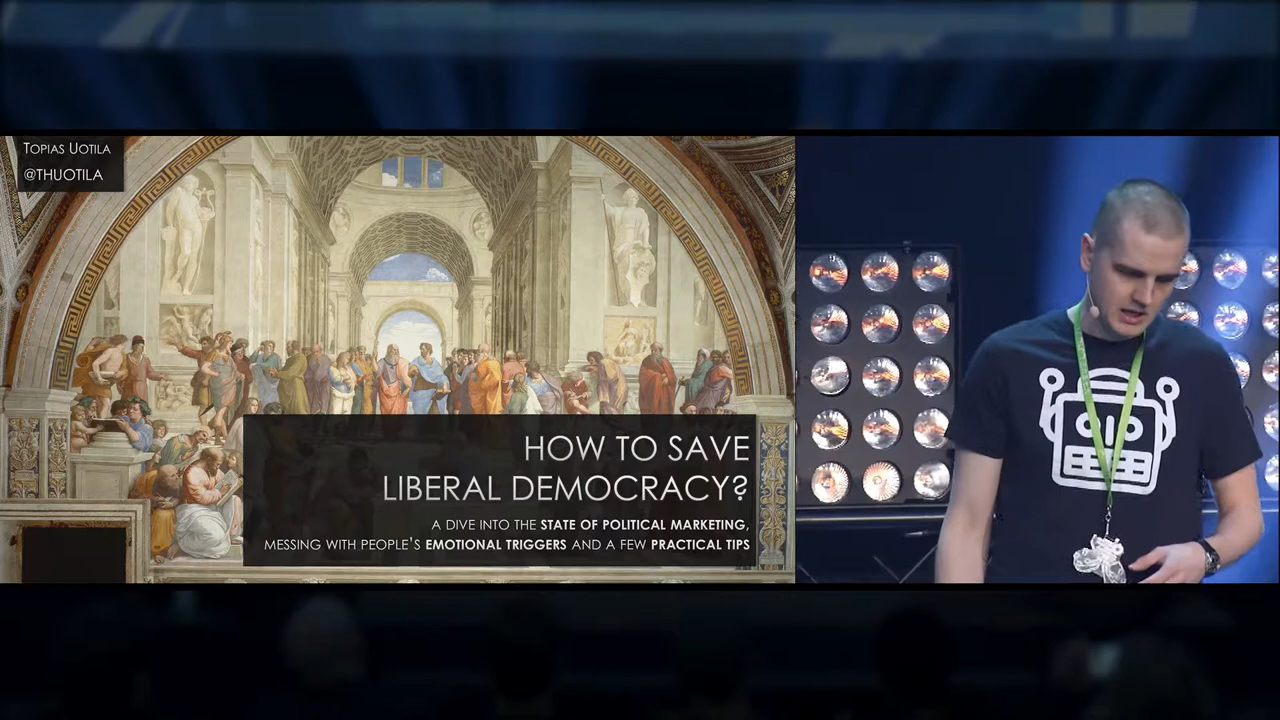 TOPIAS UOTILA
@THUOTILA
HOW TO SAVE
LIBERAL DEMOCRACY?
A DIVE INTO THE STATE OF POLITICAL MARKETING,
MESSING WITH PEOPLE'S EMOTIONAL TRIGGERS AND A FEW PRACTICAL TIPS